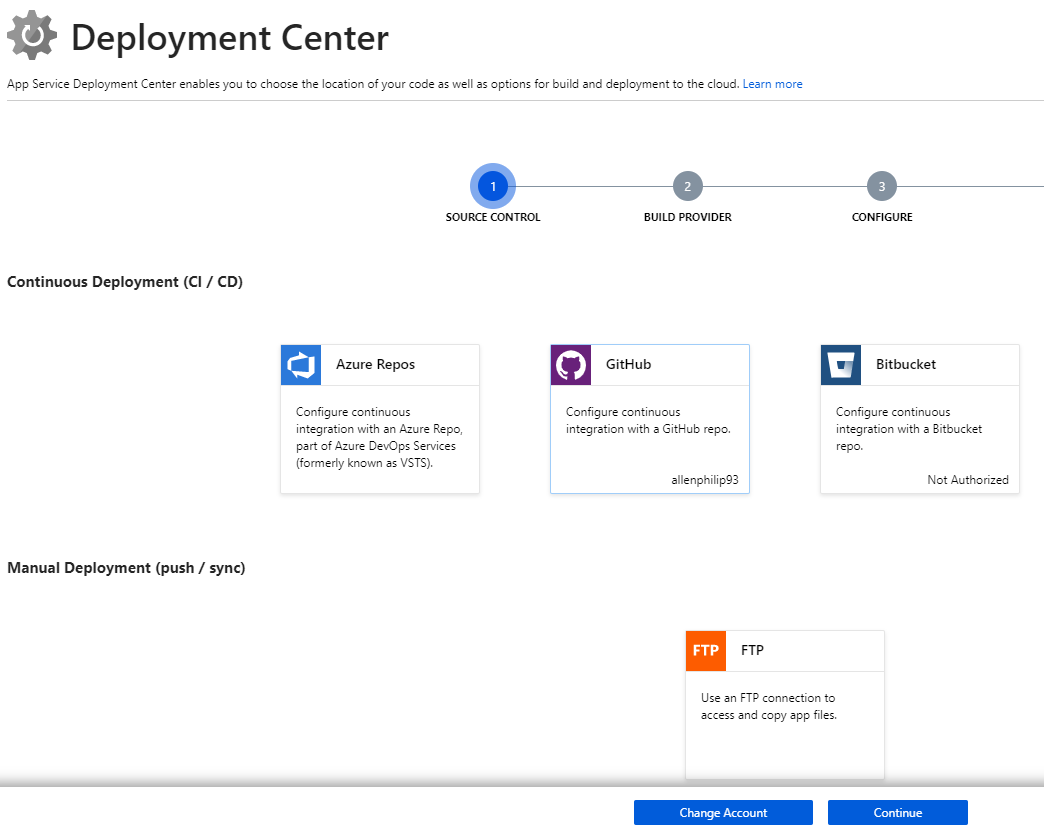 Deployment Center
App Service Deployment Center enables you to choose the location of your code as well as options for build and deployment to the cloud. Learn more
1
2
3
SOURCE CONTROL
BUILD PROVIDER
CONFIGURE
Continuous Deployment (CI / CD)
Azure Repos
Configure continuous
integration with an Azure Repo,
part of Azure DevOps Services
(formerly known as VSTS).
GitHub
Configure continuous
integration with a GitHub repo.
allenphilip93
Bitbucket
Configure continuous
integration with a Bitbucket
repo.
Not Authorized
Manual Deployment (push / sync)
FTP
FTP
Use an FTP connection to
access and copy app files.
Change Account
Continue